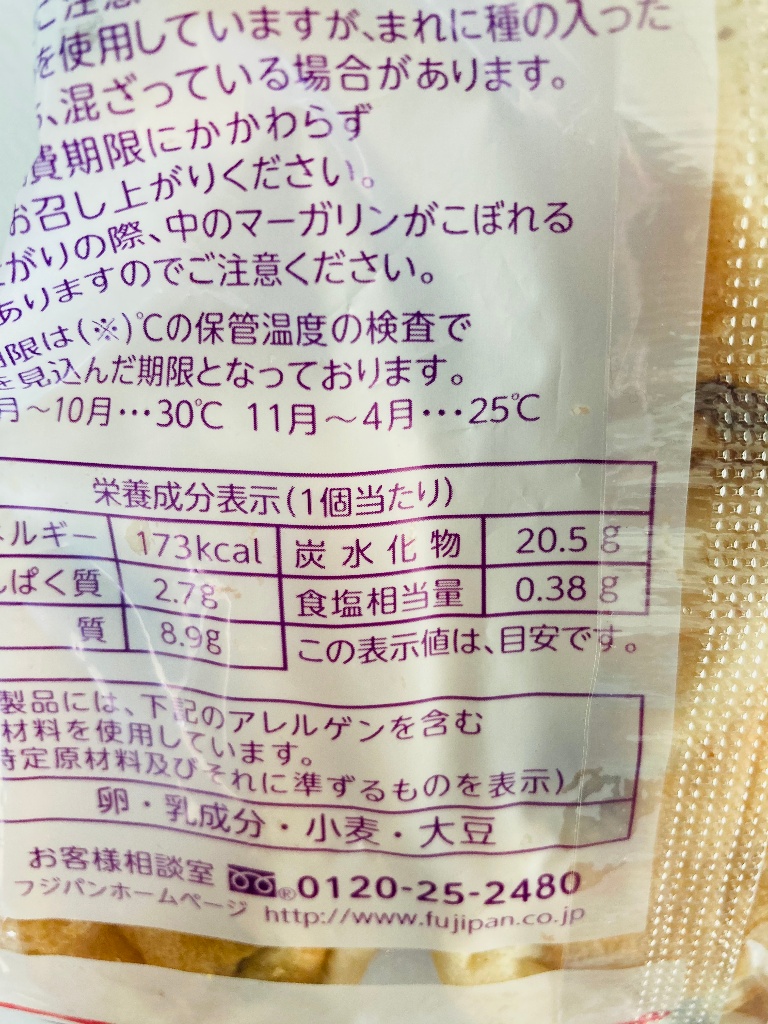 ご注意
を使用していますが、まれに種の入った
、混ざっている場合があります。
費期限にかかわらず
お召し上がりください。
がりの際、中のマーガリンがこぼれる
ありますのでご注意ください。
期限は(※)℃の保管温度の検査で
を見込んだ期限となっております。
月～10月…30℃ 11月～4月…25℃
栄養成分表示(1個当たり)
ネルギー 173kcal 炭水化物 20.5g
んぱく質 2.7g 食塩相当量 0.38g
質 8.9g この表示値は、目安です。
製品には、下記のアレルゲンを含む
材料を使用しています。
特定原材料及びそれに準ずるものを表示)
卵・乳成分・小麦・大豆
お客様相談室 ®0120-25-2480
フジパンホームページ http://www.fujipan.co.jp